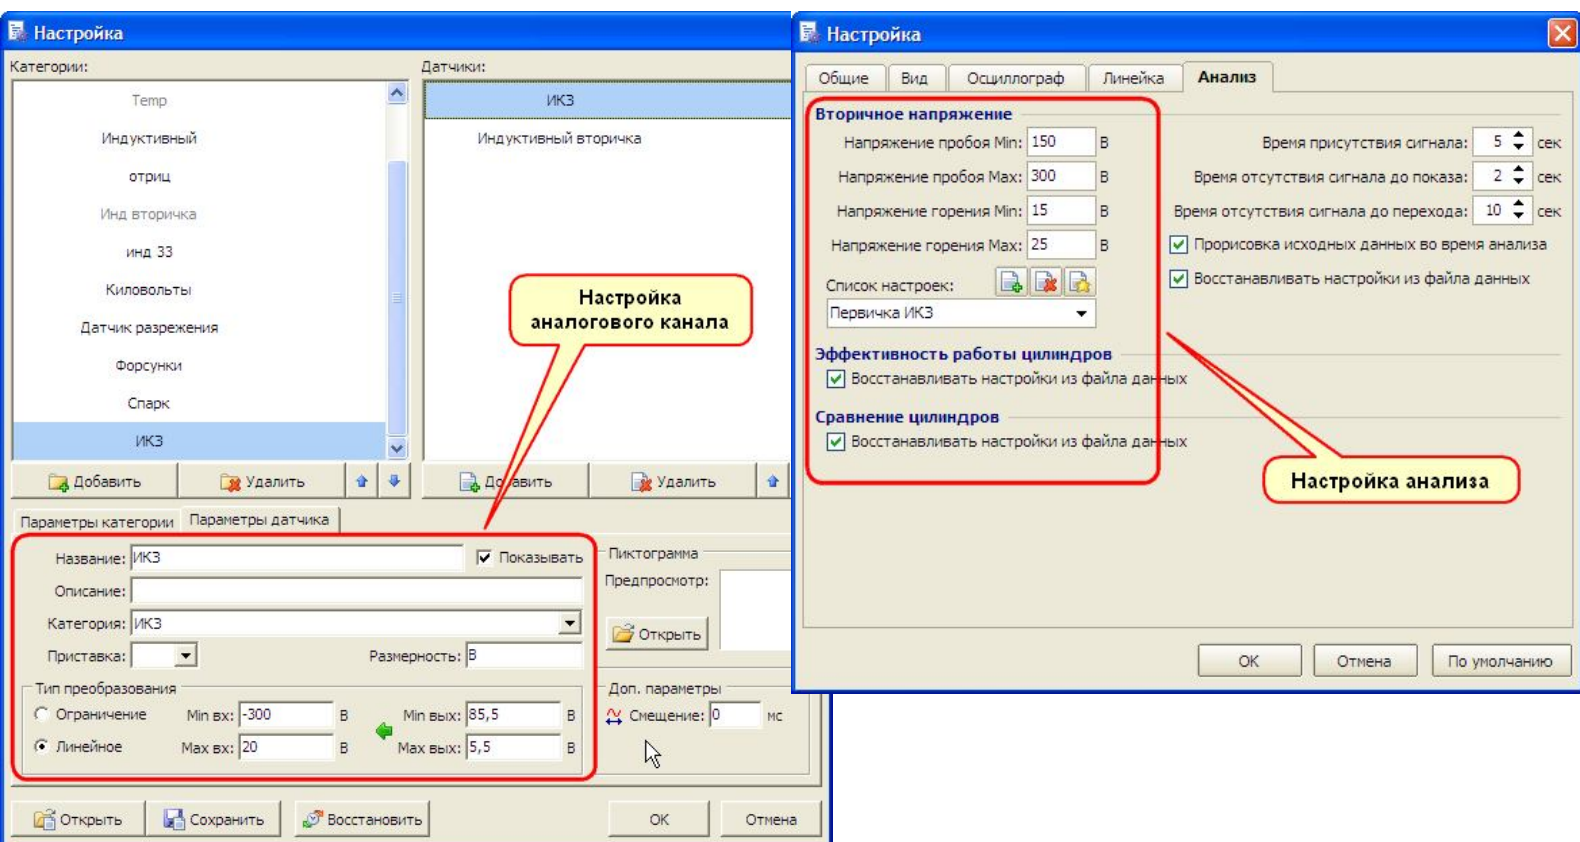 Настройка
Категории:
Temp
Индуктивный
отриц
Инд вторичка
инд 33
Киловольты
Датчик разрежения
Форсунки
Спарк
ИКЗ
Добавить
Удалить
Датчики:
ИКЗ
Индуктивный вторичка
Добавить
Удалить
Настройка
аналогового канала
Параметры категории
Параметры датчика
Название: ИКЗ
Показывать
Описание:
Категория: ИКЗ
Приставка:
Размерность: В
Тип преобразования
Ограничение Min вх: -300 В Min вых: 85,5 В
Линейное Max вх: 20 В Max вых: 5,5 В
Пиктограмма
Предпросмотр:
Открыть
Доп. параметры
Смещение: 0 мс
Открыть
Сохранить
Восстановить
ОК
Отмена
Настройка
Общие
Вид
Осциллограф
Линейка
Анализ
Вторичное напряжение
Напряжение пробоя Min: 150 В
Напряжение пробоя Max: 300 В
Напряжение горения Min: 15 В
Напряжение горения Max: 25 В
Список настроек:
Первичка ИКЗ
Время присутствия сигнала: 5 сек
Время отсутствия сигнала до показа: 2 сек
Время отсутствия сигнала до перехода: 10 сек
Прорисовка исходных данных во время анализа
Восстанавливать настройки из файла данных
Эффективность работы цилиндров
Восстанавливать настройки из файла данных
Сравнение цилиндров
Восстанавливать настройки из файла данных
Настройка анализа
ОК
Отмена
По умолчанию